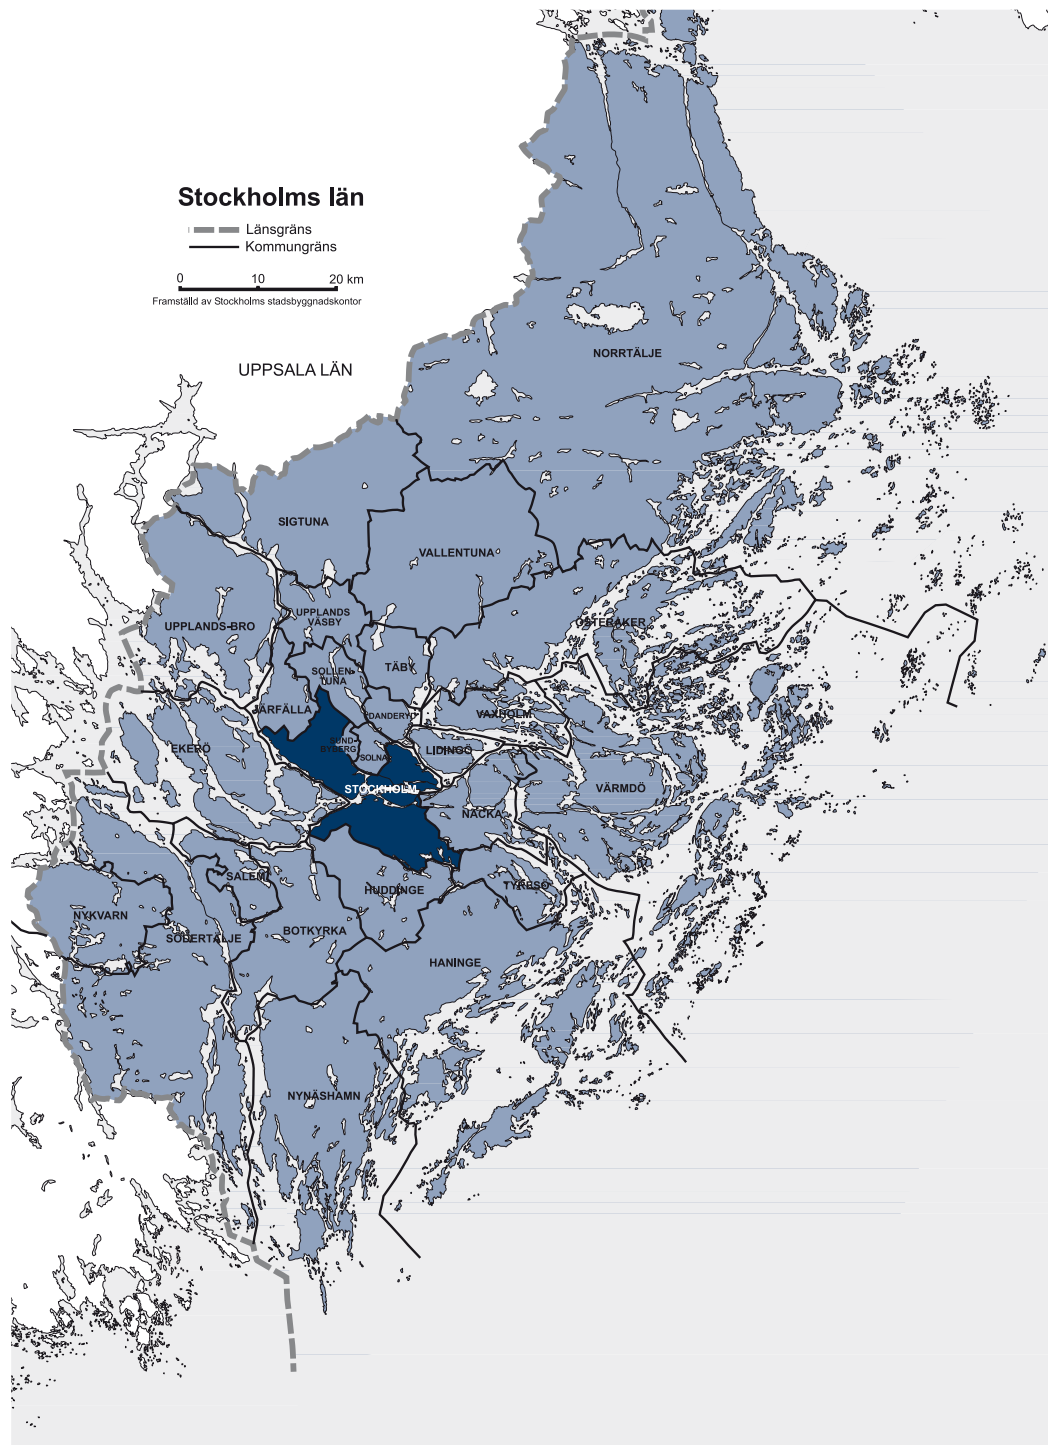 Stockholms län
Länsgräns
Kommungräns
0 10 20 km
Framställd av Stockholms stadsbyggnadskontor
UPPSALA LÄN
NORRTÄLJE
SIGTUNA
VALLENTUNA
UPPLANDS
VÄSBY
UPPLANDS-BRO
ÖSTERÅKER
TÄBY
SOLLEN-
TUNA
JÄRFÄLLA
DANDERYD
VAXHOLM
SUND-
BYBERG
SOLNA
LIDINGÖ
EKERÖ
STOCKHOLM
VÄRMDÖ
NACKA
SALEM
HUDDINGE
TYRESÖ
NYKVARN
SÖDERTÄLJE
BOTKYRKA
HANINGE
NYNÄSHAMN